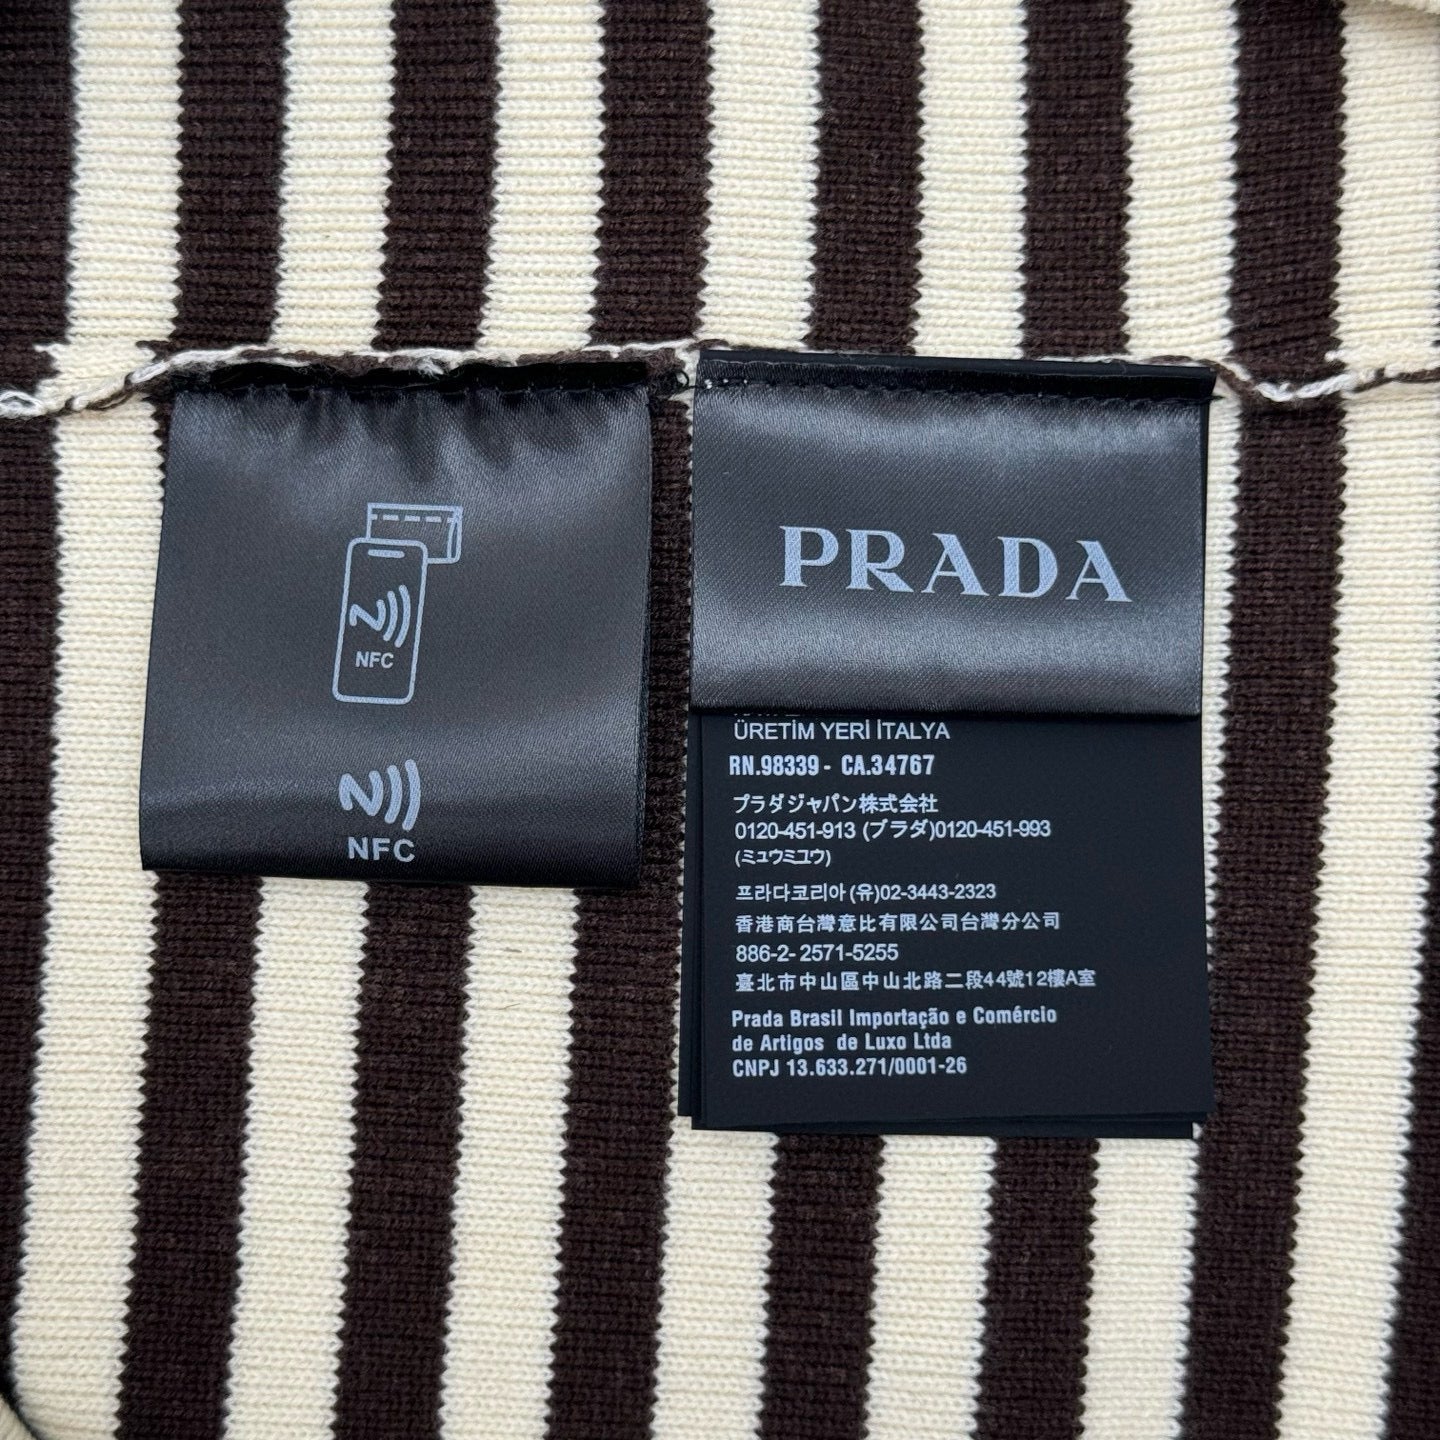 NFC
NFC
PRADA
ÜRETİM YERİ İTALYA
RN.98339 - CA.34767
プラダジャパン株式会社
0120-451-913 (プラダ)0120-451-993
(ミュウミュウ)
프라다코리아(유)02-3443-2323
香港商台灣意比有限公司台灣分公司
886-2- 2571-5255
臺北市中山區中山北路二段44號12樓A室
Prada Brasil Importação e Comércio
de Artigos de Luxo Ltda
CNPJ 13.633.271/0001-26